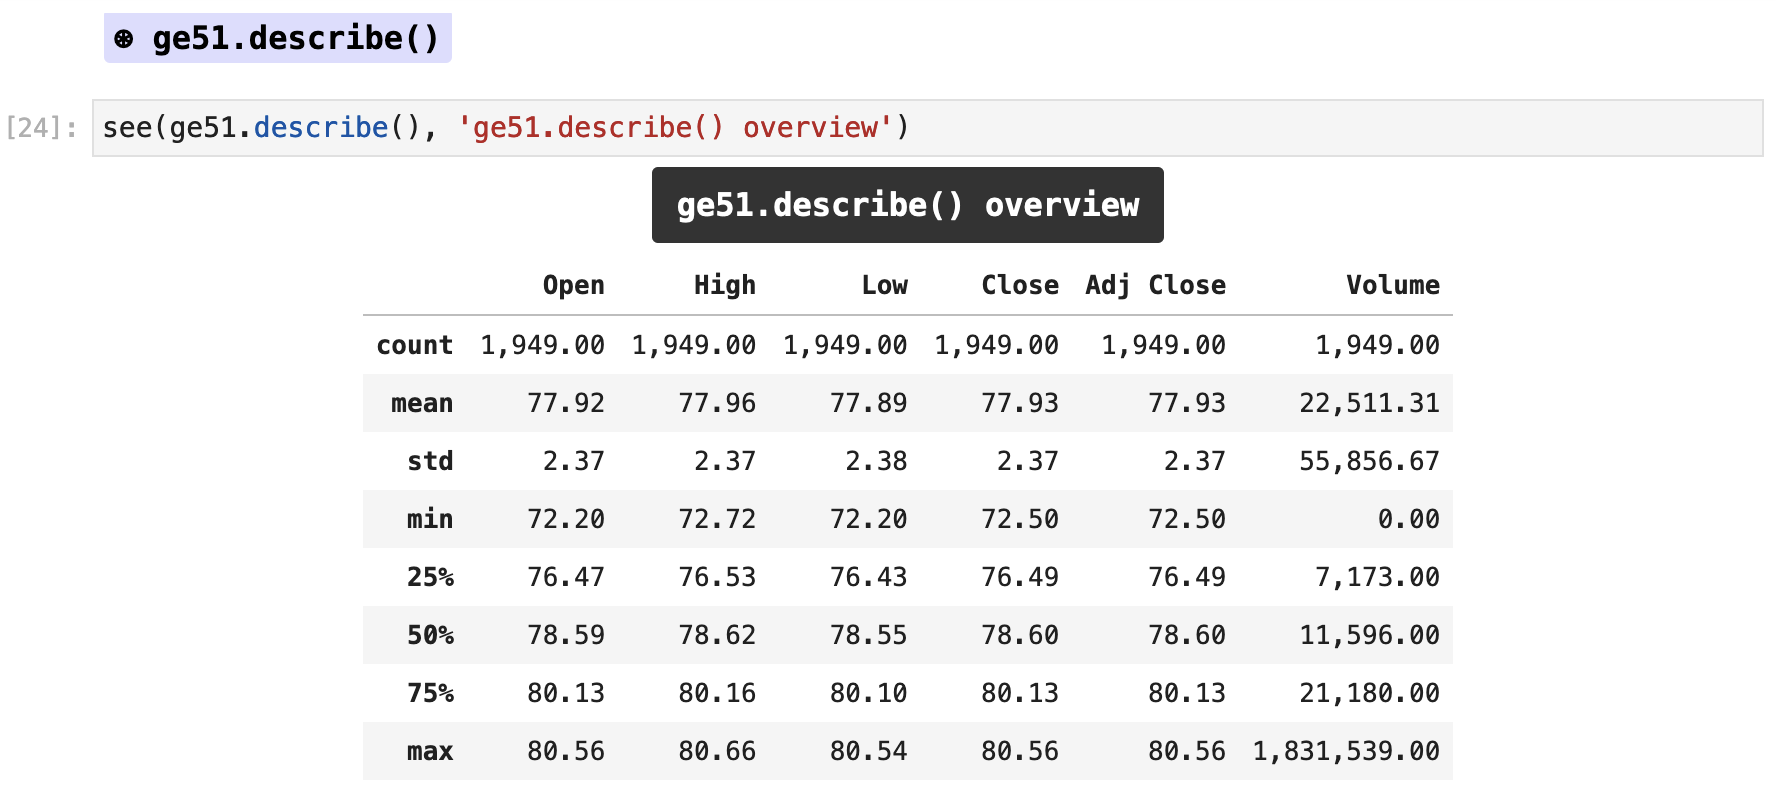 ⊛ ge51.describe()
[24]: see(ge51.describe(), 'ge51.describe() overview')
ge51.describe() overview
Open High Low Close Adj Close Volume
count 1,949.00 1,949.00 1,949.00 1,949.00 1,949.00 1,949.00
mean 77.92 77.96 77.89 77.93 77.93 22,511.31
std 2.37 2.37 2.38 2.37 2.37 55,856.67
min 72.20 72.72 72.20 72.50 72.50 0.00
25% 76.47 76.53 76.43 76.49 76.49 7,173.00
50% 78.59 78.62 78.55 78.60 78.60 11,596.00
75% 80.13 80.16 80.10 80.13 80.13 21,180.00
max 80.56 80.66 80.54 80.56 80.56 1,831,539.00